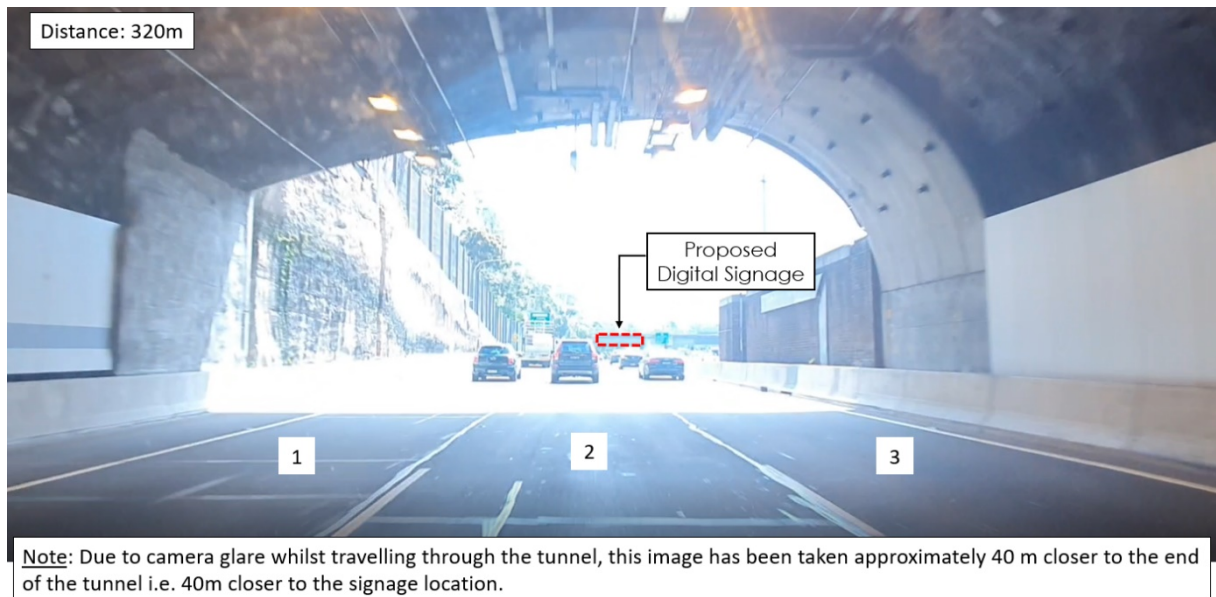 Distance: 320m
Proposed
Digital Signage
1
2
3
Note: Due to camera glare whilst travelling through the tunnel, this image has been taken approximately 40 m closer to the end
of the tunnel i.e. 40m closer to the signage location.